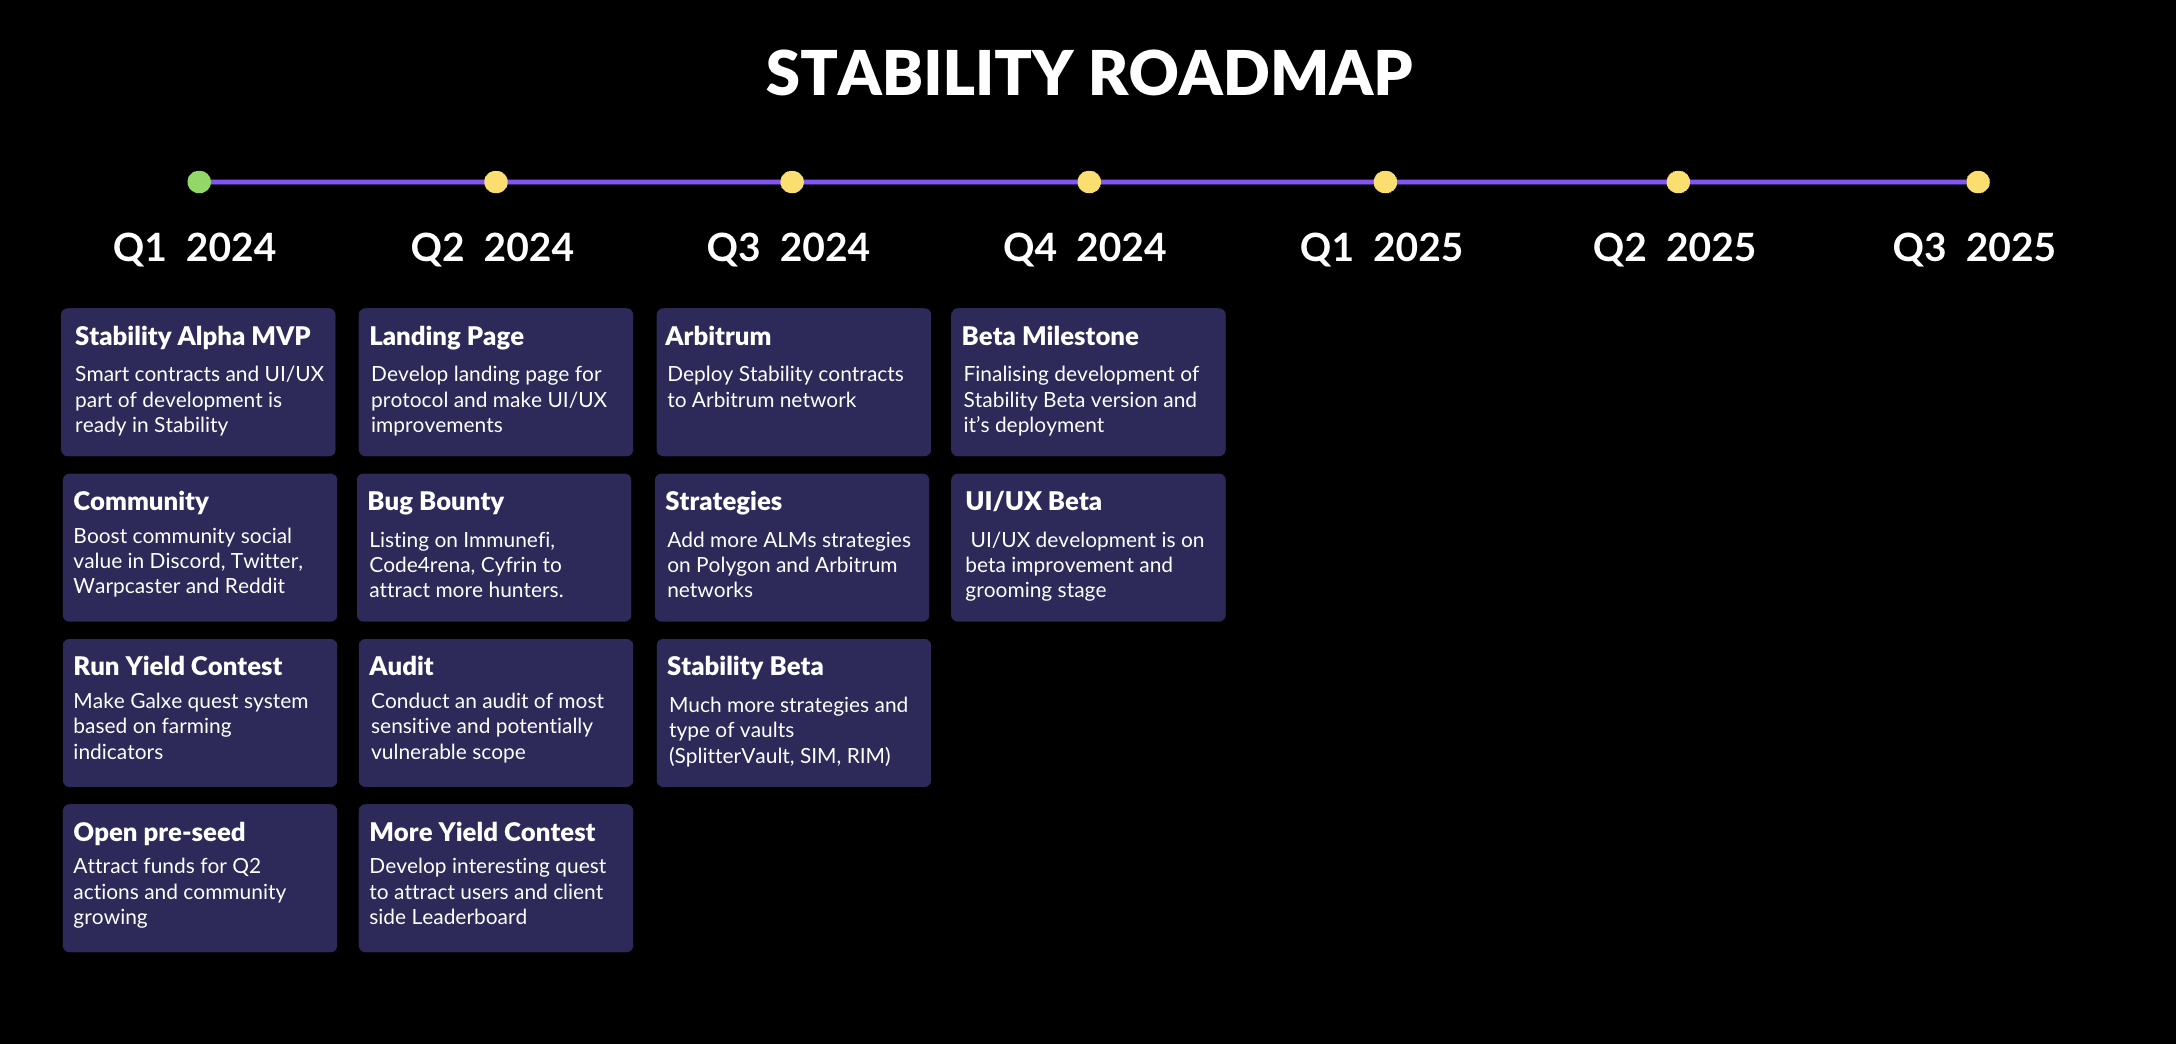 STABILITY ROADMAP
Q1 2024
Q2 2024
Q3 2024
Q4 2024
Q1 2025
Q2 2025
Q3 2025
Stability Alpha MVP
Smart contracts and UI/UX
part of development is
ready in Stability
Community
Boost community social
value in Discord, Twitter,
Warpcaster and Reddit
Run Yield Contest
Make Galxe quest system
based on farming
indicators
Open pre-seed
Attract funds for Q2
actions and community
growing
Landing Page
Develop landing page for
protocol and make UI/UX
improvements
Bug Bounty
Listing on Immunefi,
Code4rena, Cyfrin to
attract more hunters.
Audit
Conduct an audit of most
sensitive and potentially
vulnerable scope
More Yield Contest
Develop interesting quest
to attract users and client
side Leaderboard
Arbitrum
Deploy Stability contracts
to Arbitrum network
Strategies
Add more ALMs strategies
on Polygon and Arbitrum
networks
Stability Beta
Much more strategies and
type of vaults
(SplitterVault, SIM, RIM)
Beta Milestone
Finalising development of
Stability Beta version and
it's deployment
UI/UX Beta
UI/UX development is on
beta improvement and
grooming stage